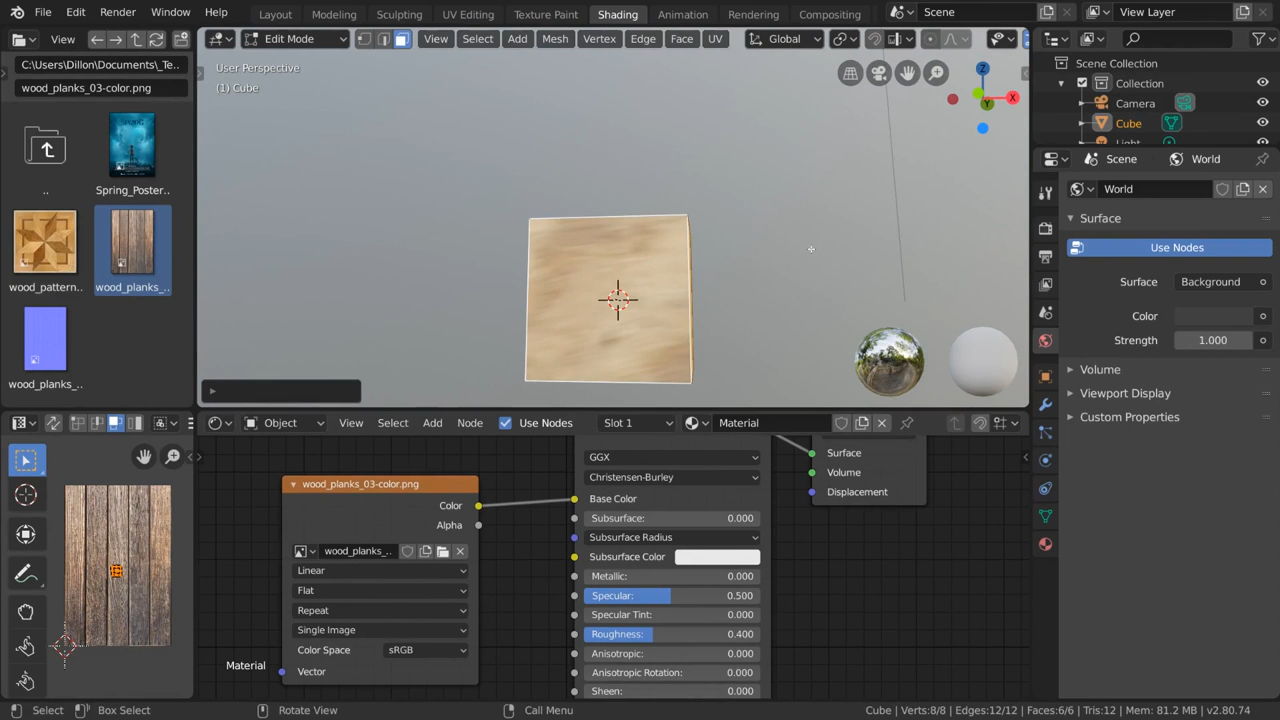 File Edit Render Window Help Layout Modeling Sculpting UV Editing Texture Paint Shading Animation Rendering Compositing Scene View Layer
View
Edit Mode View Select Add Mesh Vertex Edge Face UV Global
C:\Users\Dillon\Documents\_Te..
wood_planks_03-color.png
User Perspective
(1) Cube
..
Spring_Poster..
wood_pattern..
wood_planks_..
wood_planks_..
Z
X
Y
Scene Collection
Collection
Camera
Cube
Light
Scene World
World
Surface
Use Nodes
Surface: Background
Color:
Strength: 1.000
Volume
Viewport Display
Custom Properties
Object View Select Add Node Use Nodes Slot 1 Material
wood_planks_03-color.png
Color
Alpha
wood_planks_..
Linear
Flat
Repeat
Single Image
Color Space sRGB
Vector
Material
GGX
Christensen-Burley
Base Color
Subsurface: 0.000
Subsurface Radius
Subsurface Color
Metallic: 0.000
Specular: 0.500
Specular Tint: 0.000
Roughness: 0.400
Anisotropic: 0.000
Anisotropic Rotation: 0.000
Sheen: 0.000
Surface
Volume
Displacement
Select Box Select Rotate View Call Menu Cube | Verts:8/8 | Edges:12/12 | Faces:6/6 | Tris:12 | Mem: 81.2 MB | v2.80.74